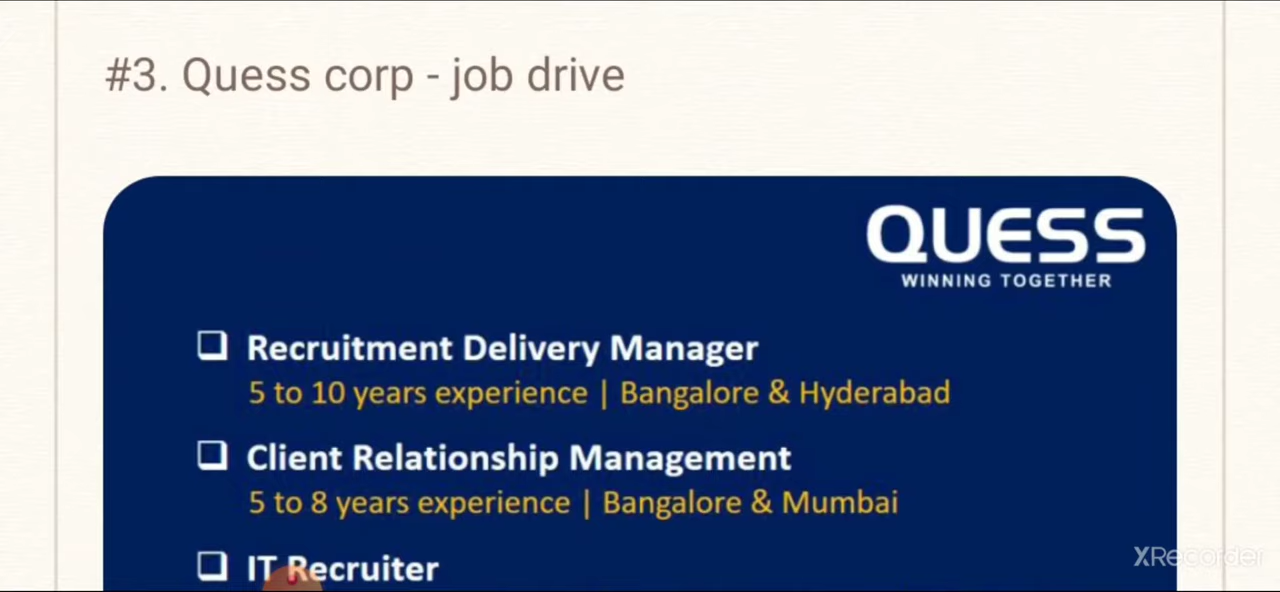 #3. Quess corp - job drive
QUESS
WINNING TOGETHER
Recruitment Delivery Manager
5 to 10 years experience | Bangalore & Hyderabad
Client Relationship Management
5 to 8 years experience | Bangalore & Mumbai
IT Recruiter
XRecorder